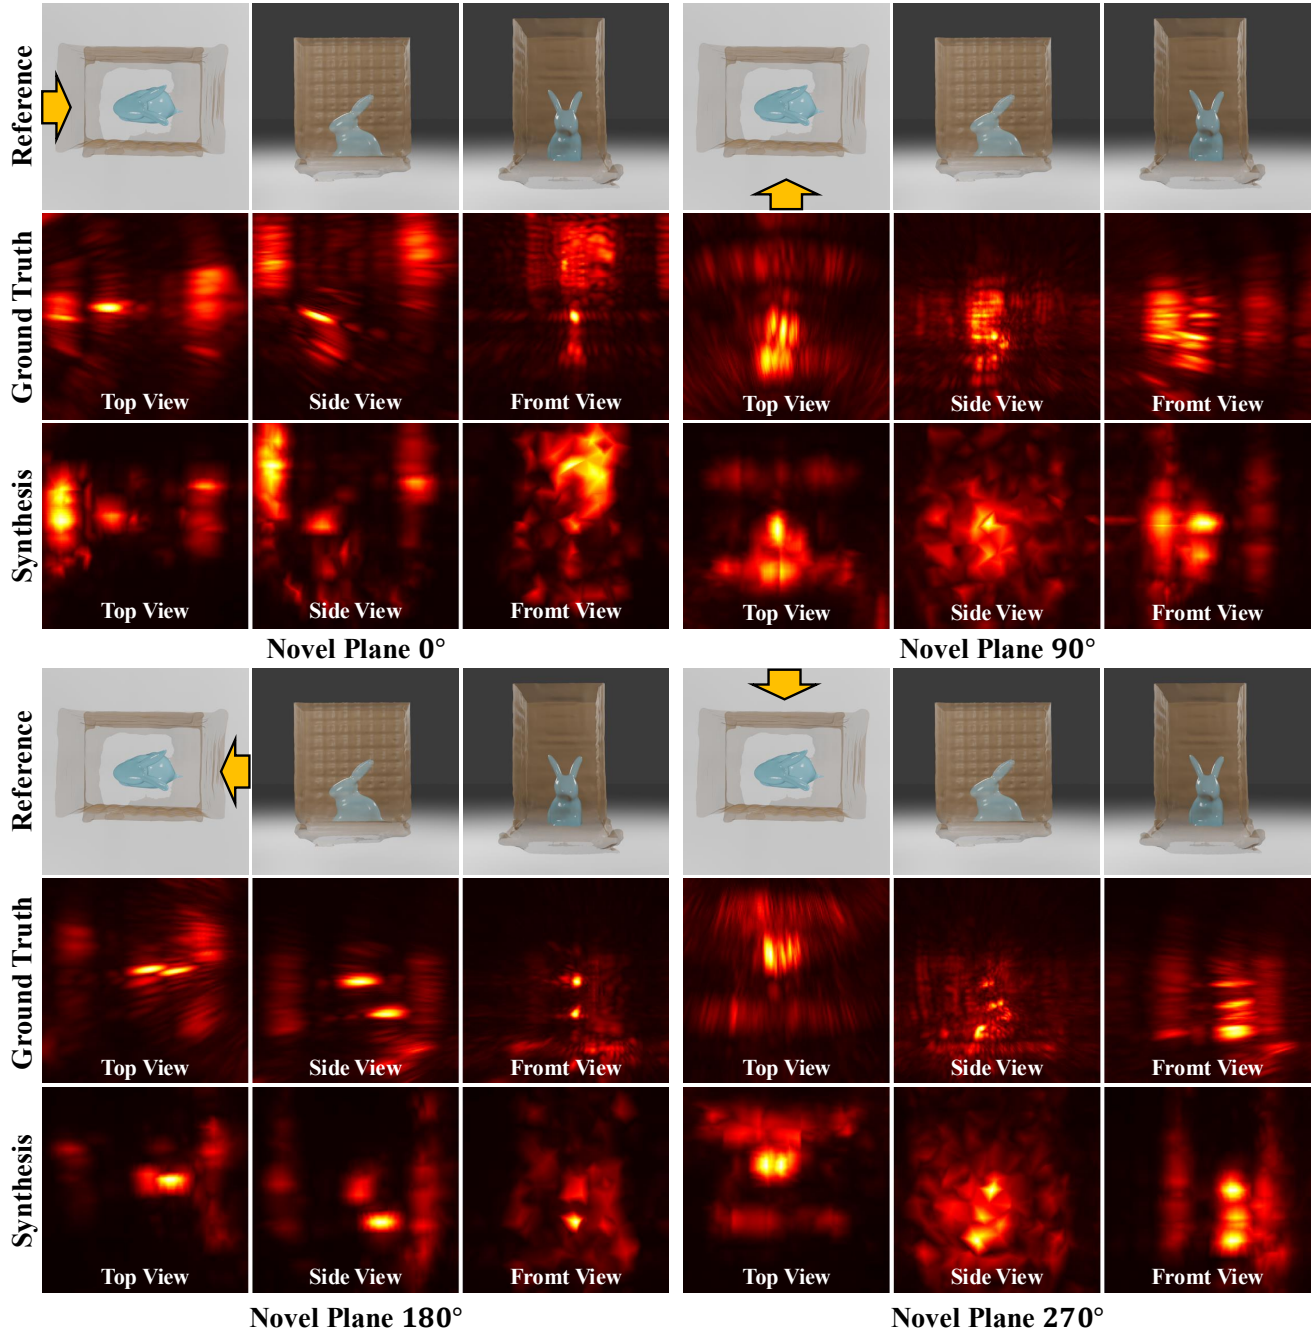 Reference
Ground Truth
Top View
Side View
Fromt View
Top View
Side View
Fromt View
Synthesis
Top View
Side View
Fromt View
Top View
Side View
Fromt View
Novel Plane 0°
Novel Plane 90°
Reference
Ground Truth
Top View
Side View
Fromt View
Top View
Side View
Fromt View
Synthesis
Top View
Side View
Fromt View
Top View
Side View
Fromt View
Novel Plane 180°
Novel Plane 270°